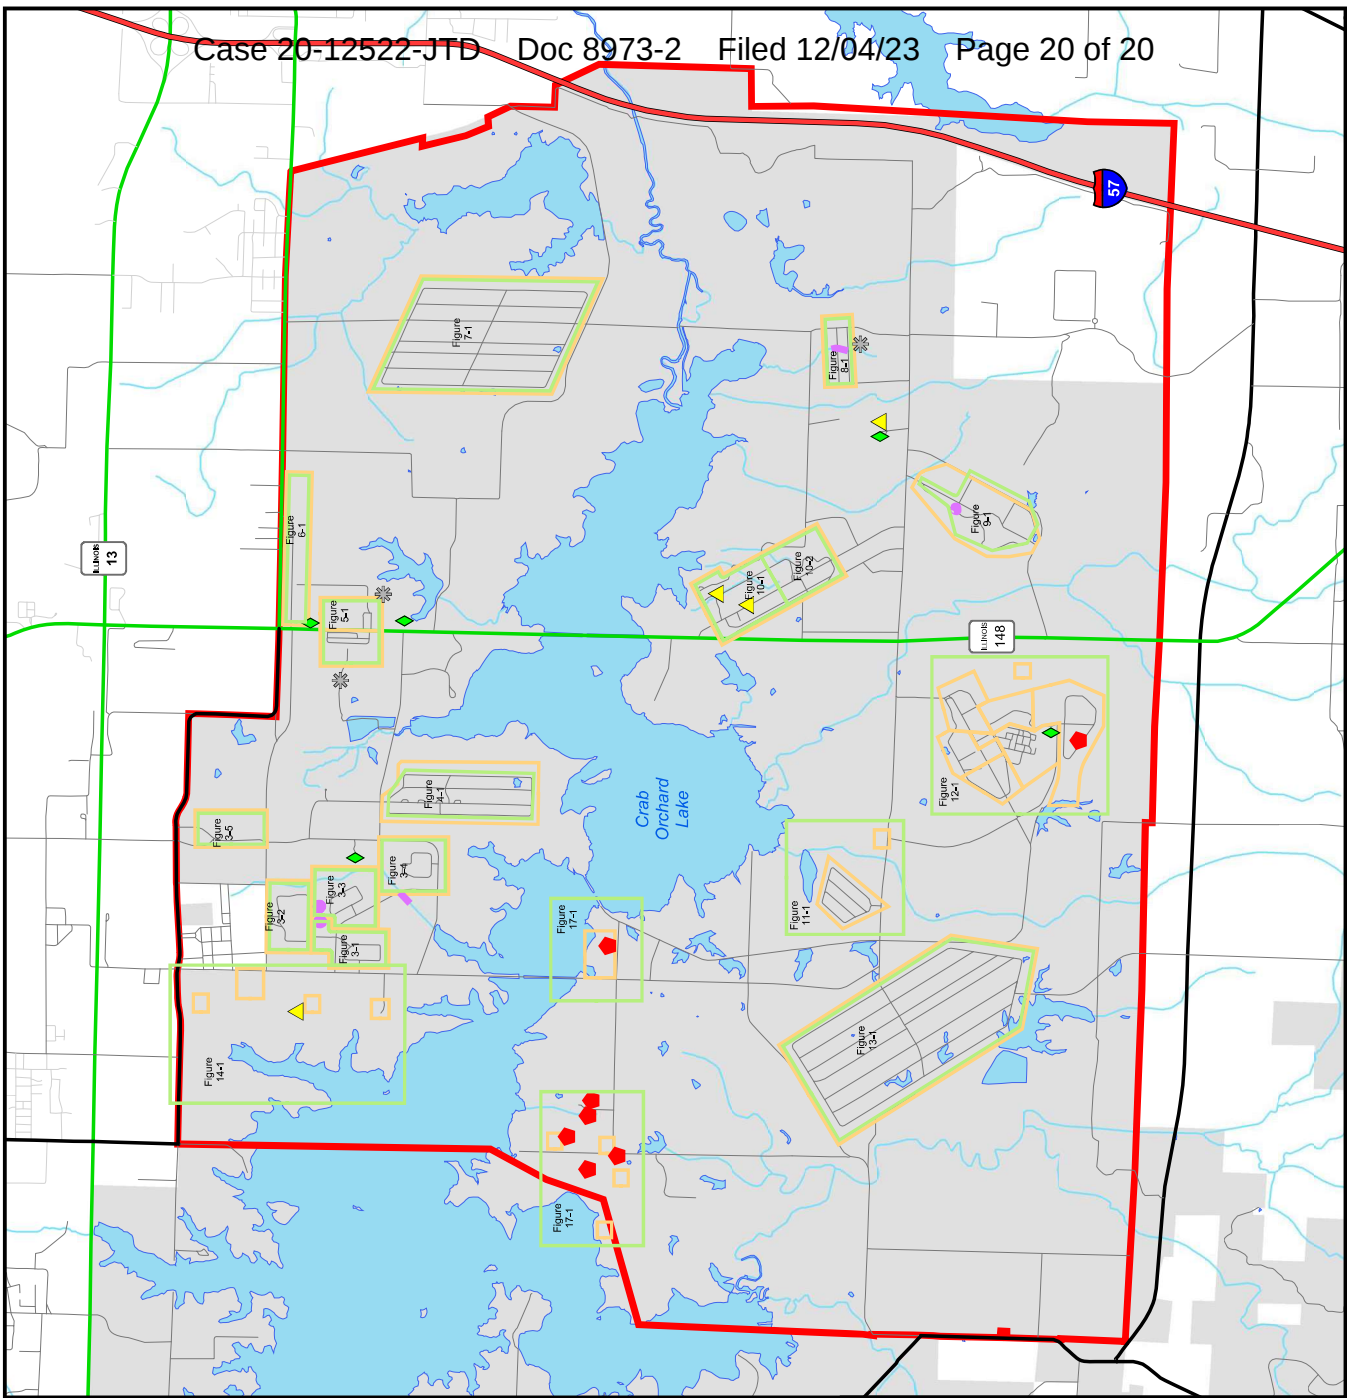 Case 20-12522-JTD Doc 8973-2 Filed 12/04/23 Page 20 of 20
57
Figure
7-1
Figure
8-1
Figure
6-1
Figure
9-1
ILLINOIS
13
Figure
10-2
Figure
10-1
Figure
5-1
ILLINOIS
148
Figure
4-1
Figure
12-1
Crab
Orchard
Lake
Figure
3-5
Figure
3-4
Figure
3-3
Figure
3-2
Figure
3-1
Figure
11-1
Figure
17-1
Figure
13-1
Figure
14-1
Figure
17-1